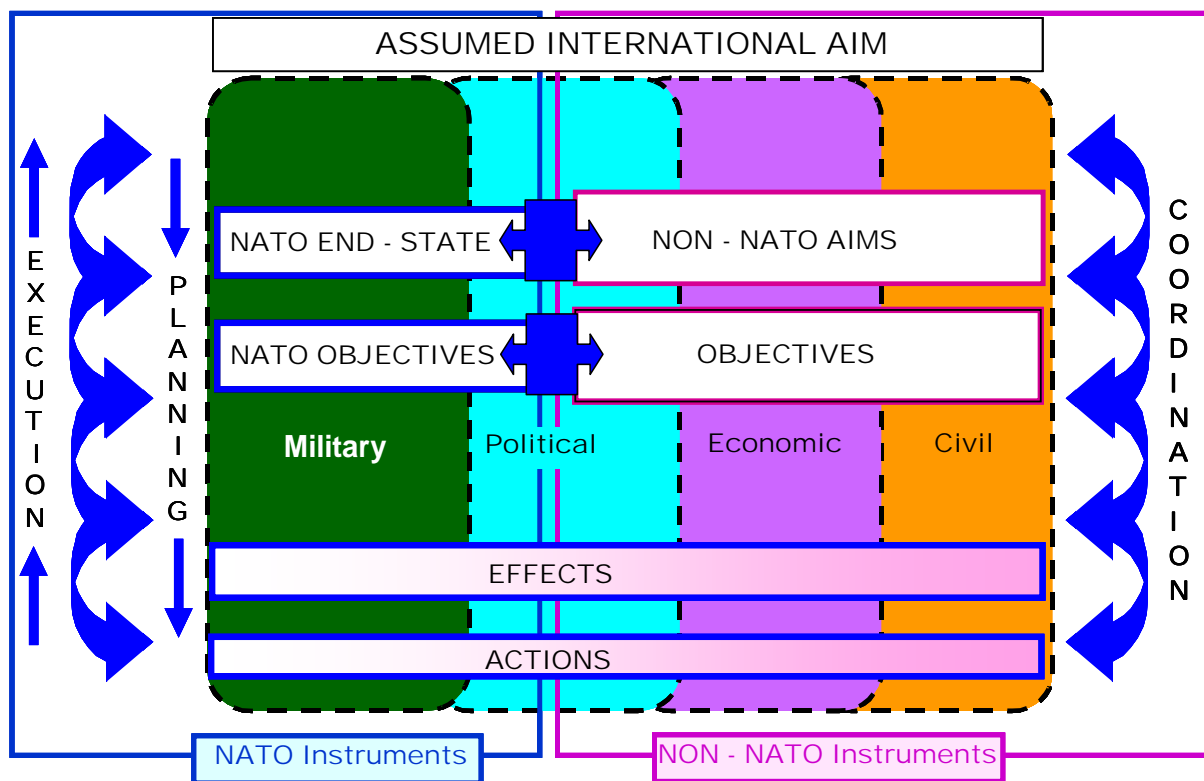 ASSUMED INTERNATIONAL AIM
EXECUTION
PLANNING
NATO END - STATE
NON - NATO AIMS
NATO OBJECTIVES
OBJECTIVES
Military
Political
Economic
Civil
EFFECTS
ACTIONS
COORDINATION
NATO Instruments
NON - NATO Instruments